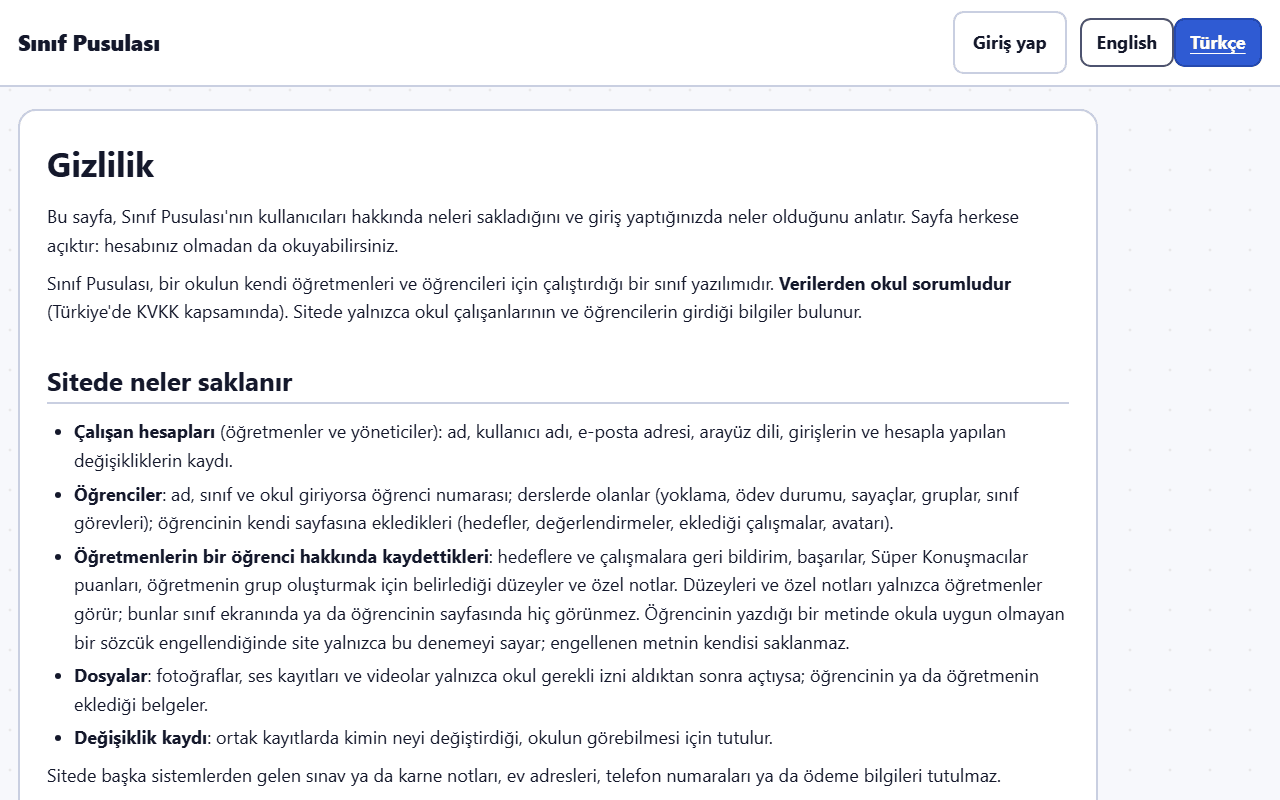 Sınıf Pusulası
Giriş yap
English
Türkçe
Gizlilik
Bu sayfa, Sınıf Pusulası'nın kullanıcıları hakkında neleri sakladığını ve giriş yaptığınızda neler olduğunu anlatır. Sayfa herkese
açıktır: hesabınız olmadan da okuyabilirsiniz.
Sınıf Pusulası, bir okulun kendi öğretmenleri ve öğrencileri için çalıştırdığı bir sınıf yazılımıdır. Verilerden okul sorumludur
(Türkiye'de KVKK kapsamında). Sitede yalnızca okul çalışanlarının ve öğrencilerin girdiği bilgiler bulunur.
Sitede neler saklanır
• Çalışan hesapları (öğretmenler ve yöneticiler): ad, kullanıcı adı, e-posta adresi, arayüz dili, girişlerin ve hesapla yapılan
değişikliklerin kaydı.
• Öğrenciler: ad, sınıf ve okul giriyorsa öğrenci numarası; derslerde olanlar (yoklama, ödev durumu, sayaçlar, gruplar, sınıf
görevleri); öğrencinin kendi sayfasına ekledikleri (hedefler, değerlendirmeler, eklediği çalışmalar, avatarı).
• Öğretmenlerin bir öğrenci hakkında kaydettikleri: hedeflere ve çalışmalara geri bildirim, başarılar, Süper Konuşmacılar
puanları, öğretmenin grup oluşturmak için belirlediği düzeyler ve özel notlar. Düzeyleri ve özel notları yalnızca öğretmenler
görür; bunlar sınıf ekranında ya da öğrencinin sayfasında hiç görünmez. Öğrencinin yazdığı bir metinde okula uygun olmayan
bir sözcük engellendiğinde site yalnızca bu denemeyi sayar; engellenen metnin kendisi saklanmaz.
• Dosyalar: fotoğraflar, ses kayıtları ve videolar yalnızca okul gerekli izni aldıktan sonra açtıysa; öğrencinin ya da öğretmenin
eklediği belgeler.
• Değişiklik kaydı: ortak kayıtlarda kimin neyi değiştirdiği, okulun görebilmesi için tutulur.
Sitede başka sistemlerden gelen sınav ya da karne notları, ev adresleri, telefon numaraları ya da ödeme bilgileri tutulmaz.